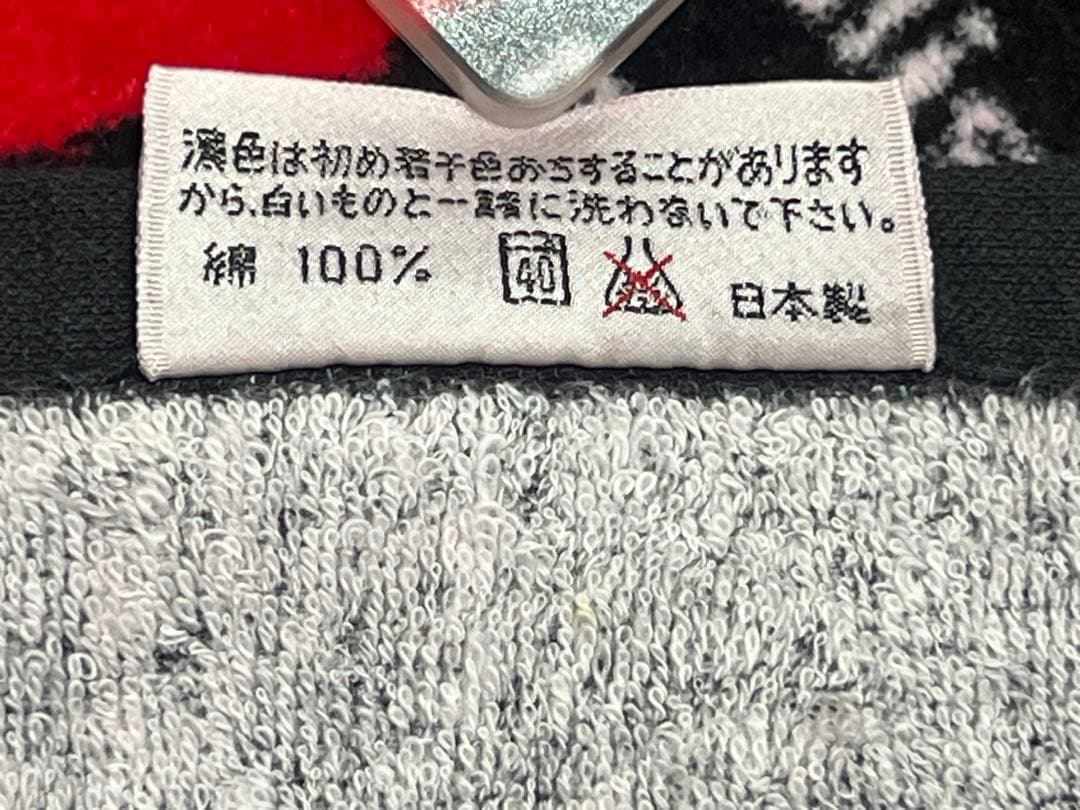 濃色は初め若干色おちすることがあります
から、白いものと一諸に洗わないで下さい。
綿 100% 40 日本製